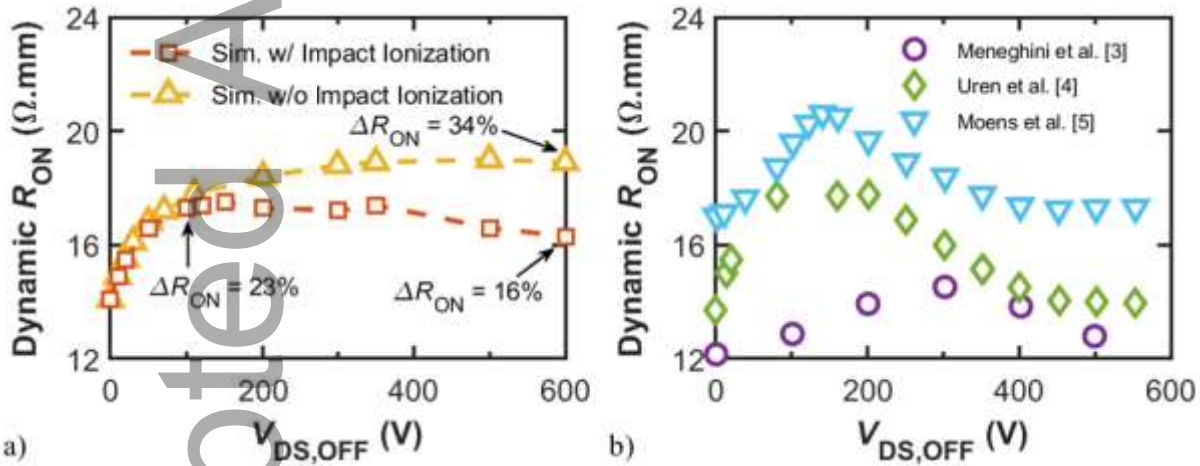 24
20
16
12
Dynamic RON (Ω.mm)
Sim. w/ Impact Ionization
Sim. w/o Impact Ionization
ΔRON = 34%
ΔRON = 23%
ΔRON = 16%
0 200 400 600
VDS,OFF (V)
a)
24
20
16
12
Dynamic RON (Ω.mm)
Meneghini et al. [3]
Uren et al. [4]
Moens et al. [5]
0 200 400 600
VDS,OFF (V)
b)
oted A